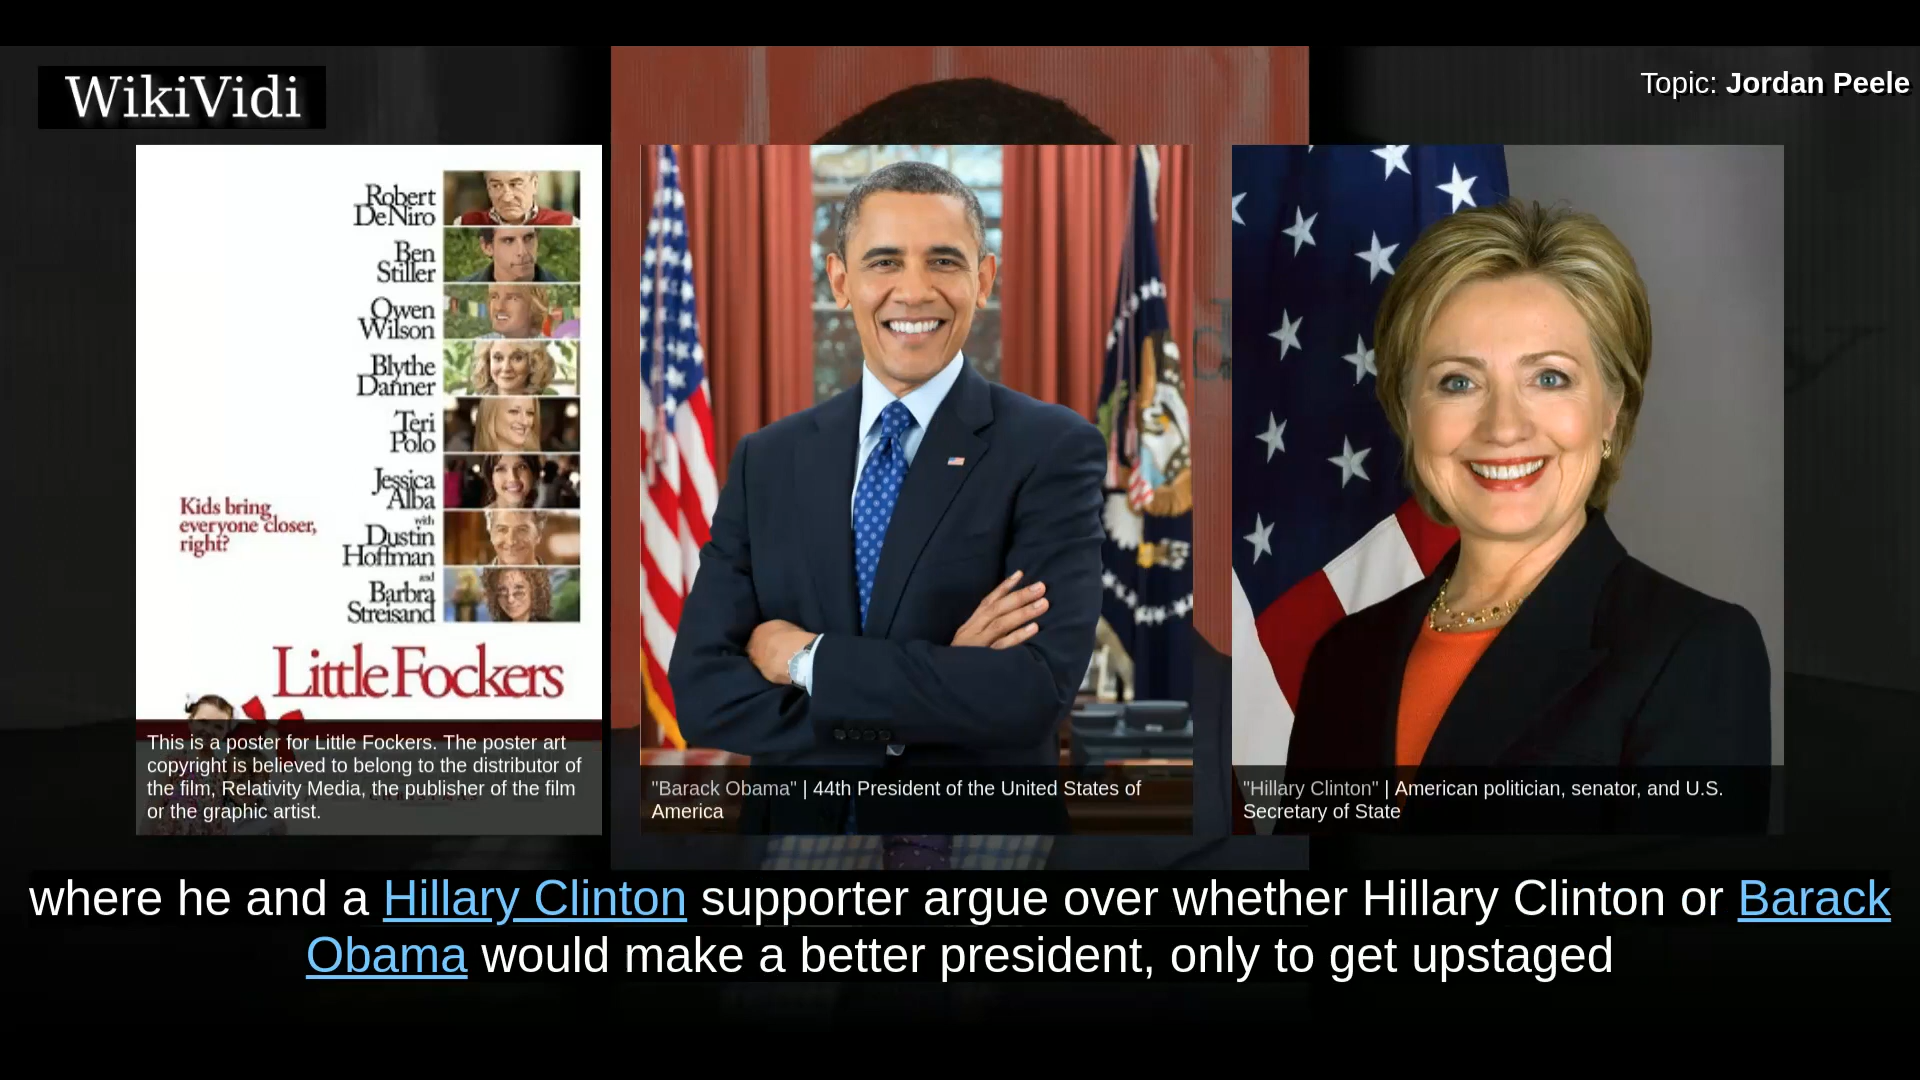 WikiVidi
Topic: Jordan Peele
Robert
DeNiro
Ben
Stiller
Owen
Wilson
Blythe
Danner
Teri
Polo
Jessica
Alba
with
Dustin
Hoffman
and
Barbra
Streisand
Kids bring
everyone closer,
right?
Little Fockers
This is a poster for Little Fockers. The poster art
copyright is believed to belong to the distributor of
the film, Relativity Media, the publisher of the film
or the graphic artist.
"Barack Obama" | 44th President of the United States of
America
"Hillary Clinton" | American politician, senator, and U.S.
Secretary of State
where he and a Hillary Clinton supporter argue over whether Hillary Clinton or Barack
Obama would make a better president, only to get upstaged